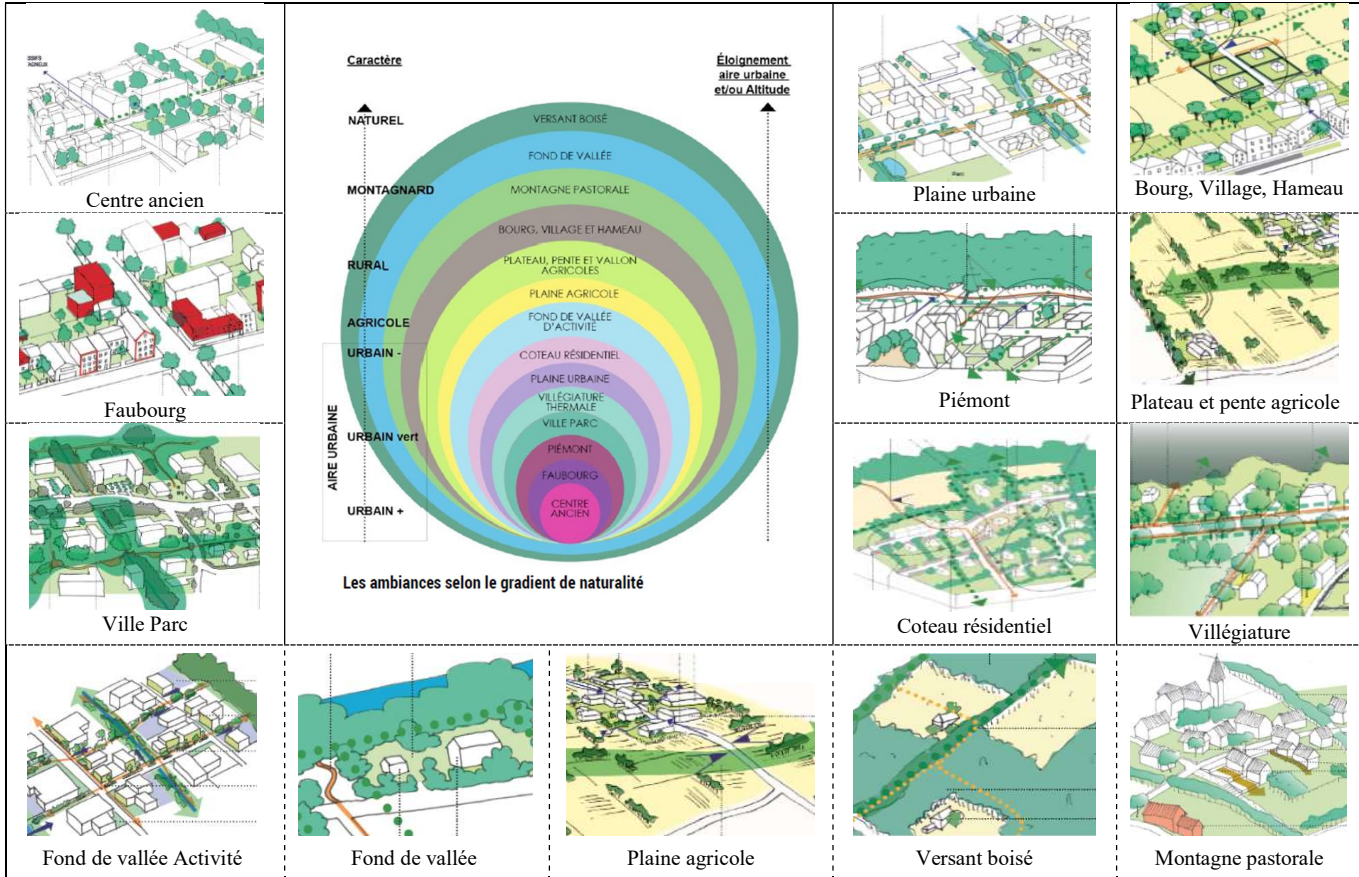 SSIFS
AGNEUX
Centre ancien
Faubourg
Ville Parc
Caractère
Éloignement
aire urbaine
et/ou Altitude
NATUREL
MONTAGNARD
RURAL
AGRICOLE
URBAIN -
URBAIN vert
URBAIN +
AIRE URBAINE
VERSANT BOISÉ
FOND DE VALLÉE
MONTAGNE PASTORALE
BOURG, VILLAGE ET HAMEAU
PLATEAU, PENTE ET VALLON
AGRICOLES
PLAINE AGRICOLE
FOND DE VALLÉE
D'ACTIVITÉ
COTEAU RÉSIDENTIEL
PLAINE URBAINE
VILLÉGIATURE
THERMALE
VILLE PARC
PIÉMONT
FAUBOURG
CENTRE
ANCIEN
Les ambiances selon le gradient de naturalité
Parc
Parc
Plaine urbaine
Bourg, Village, Hameau
Piémont
Plateau et pente agricole
Coteau résidentiel
Villégiature
Fond de vallée Activité
Fond de vallée
Plaine agricole
Versant boisé
Montagne pastorale